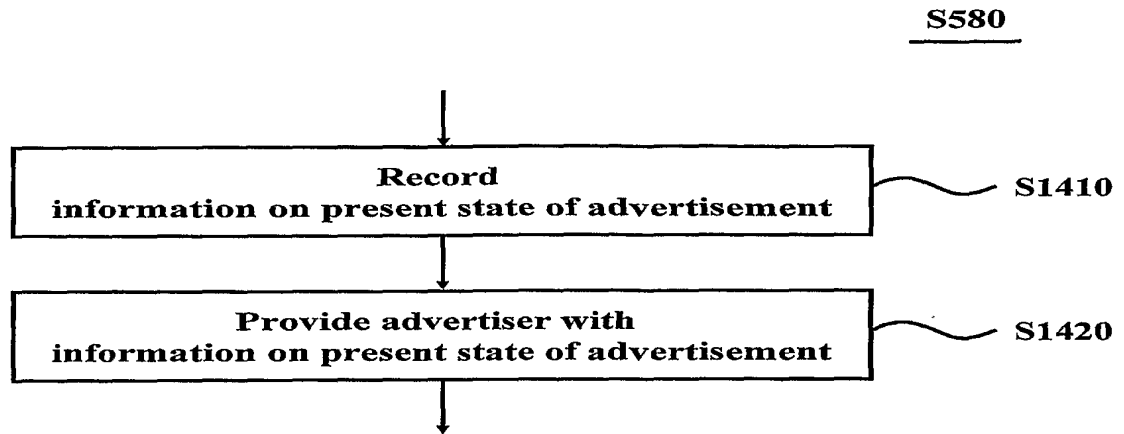 S580
Record
information on present state of advertisement
S1410
Provide advertiser with
information on present state of advertisement
S1420